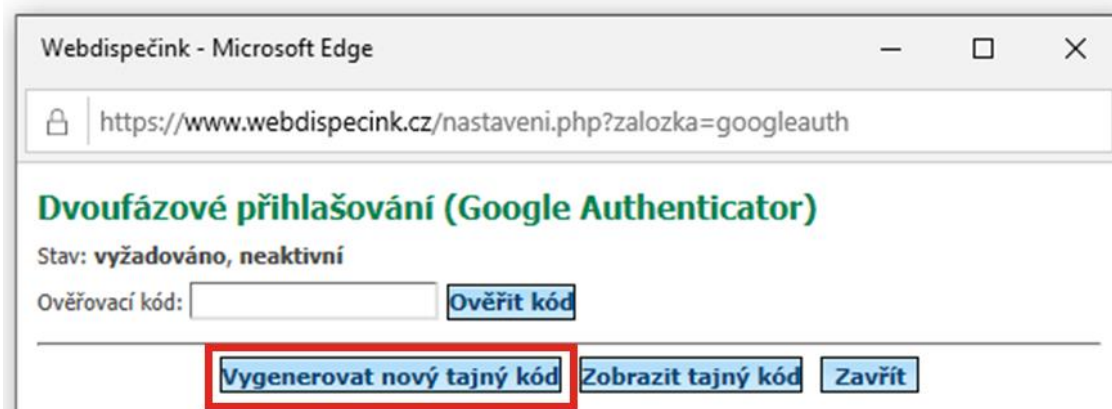 Webdispečink - Microsoft Edge
https://www.webdispecink.cz/nastaveni.php?zalozka=googleauth
Dvoufázové přihlašování (Google Authenticator)
Stav: vyžadováno, neaktivní
Ověřovací kód: Ověřit kód
Vygenerovat nový tajný kód Zobrazit tajný kód Zavřít